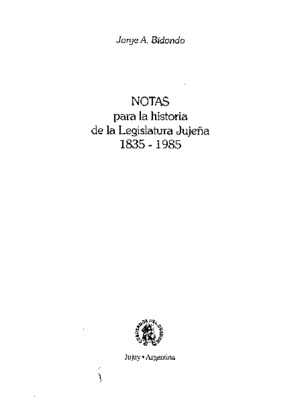 Jorge A. Bidondo
NOTAS
para la historia
de la Legislatura Jujeña
1835 - 1985
Jujuy - Argentina